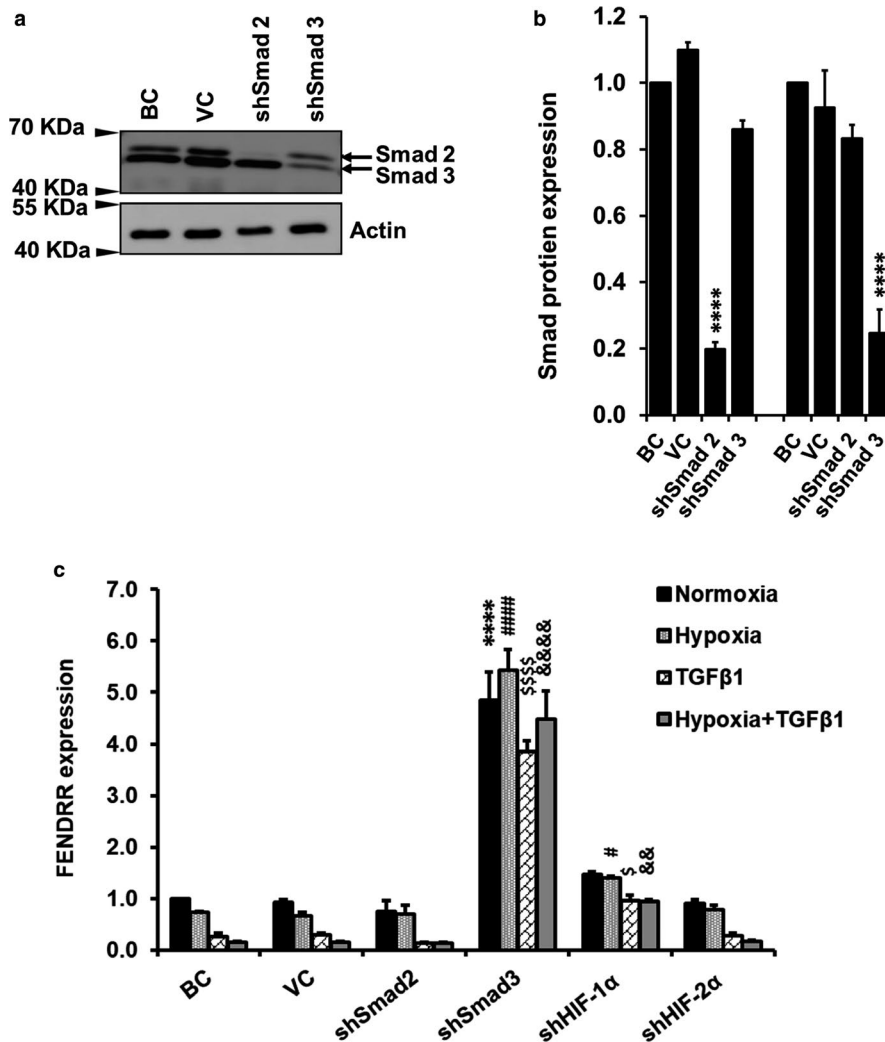 a
BC
VC
shSmad 2
shSmad 3
70 KDa
Smad 2
Smad 3
40 KDa
55 KDa
Actin
40 KDa
b
Smad protien expression
1.2
1.0
0.8
0.6
0.4
0.2
0.0
****
****
BC
VC
shSmad 2
shSmad 3
BC
VC
shSmad 2
shSmad 3
c
FENDRR expression
7.0
6.0
5.0
4.0
3.0
2.0
1.0
0.0
****
####
$$$$
&&&&
#
$
&&
Normoxia
Hypoxia
TGFβ1
Hypoxia+TGFβ1
BC
VC
shSmad2
shSmad3
shHIF-1α
shHIF-2α